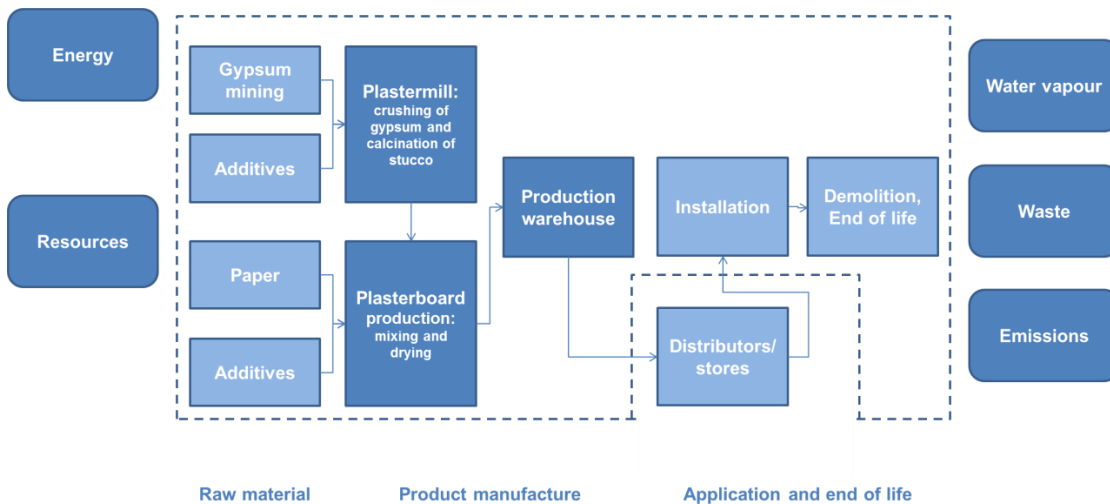 Energy
Resources
Gypsum
mining
Additives
Paper
Additives
Plastermill:
crushing of
gypsum and
calcination of
stucco
Plasterboard
production:
mixing and
drying
Production
warehouse
Installation
Demolition,
End of life
Distributors/
stores
Water vapour
Waste
Emissions
Raw material
Product manufacture
Application and end of life